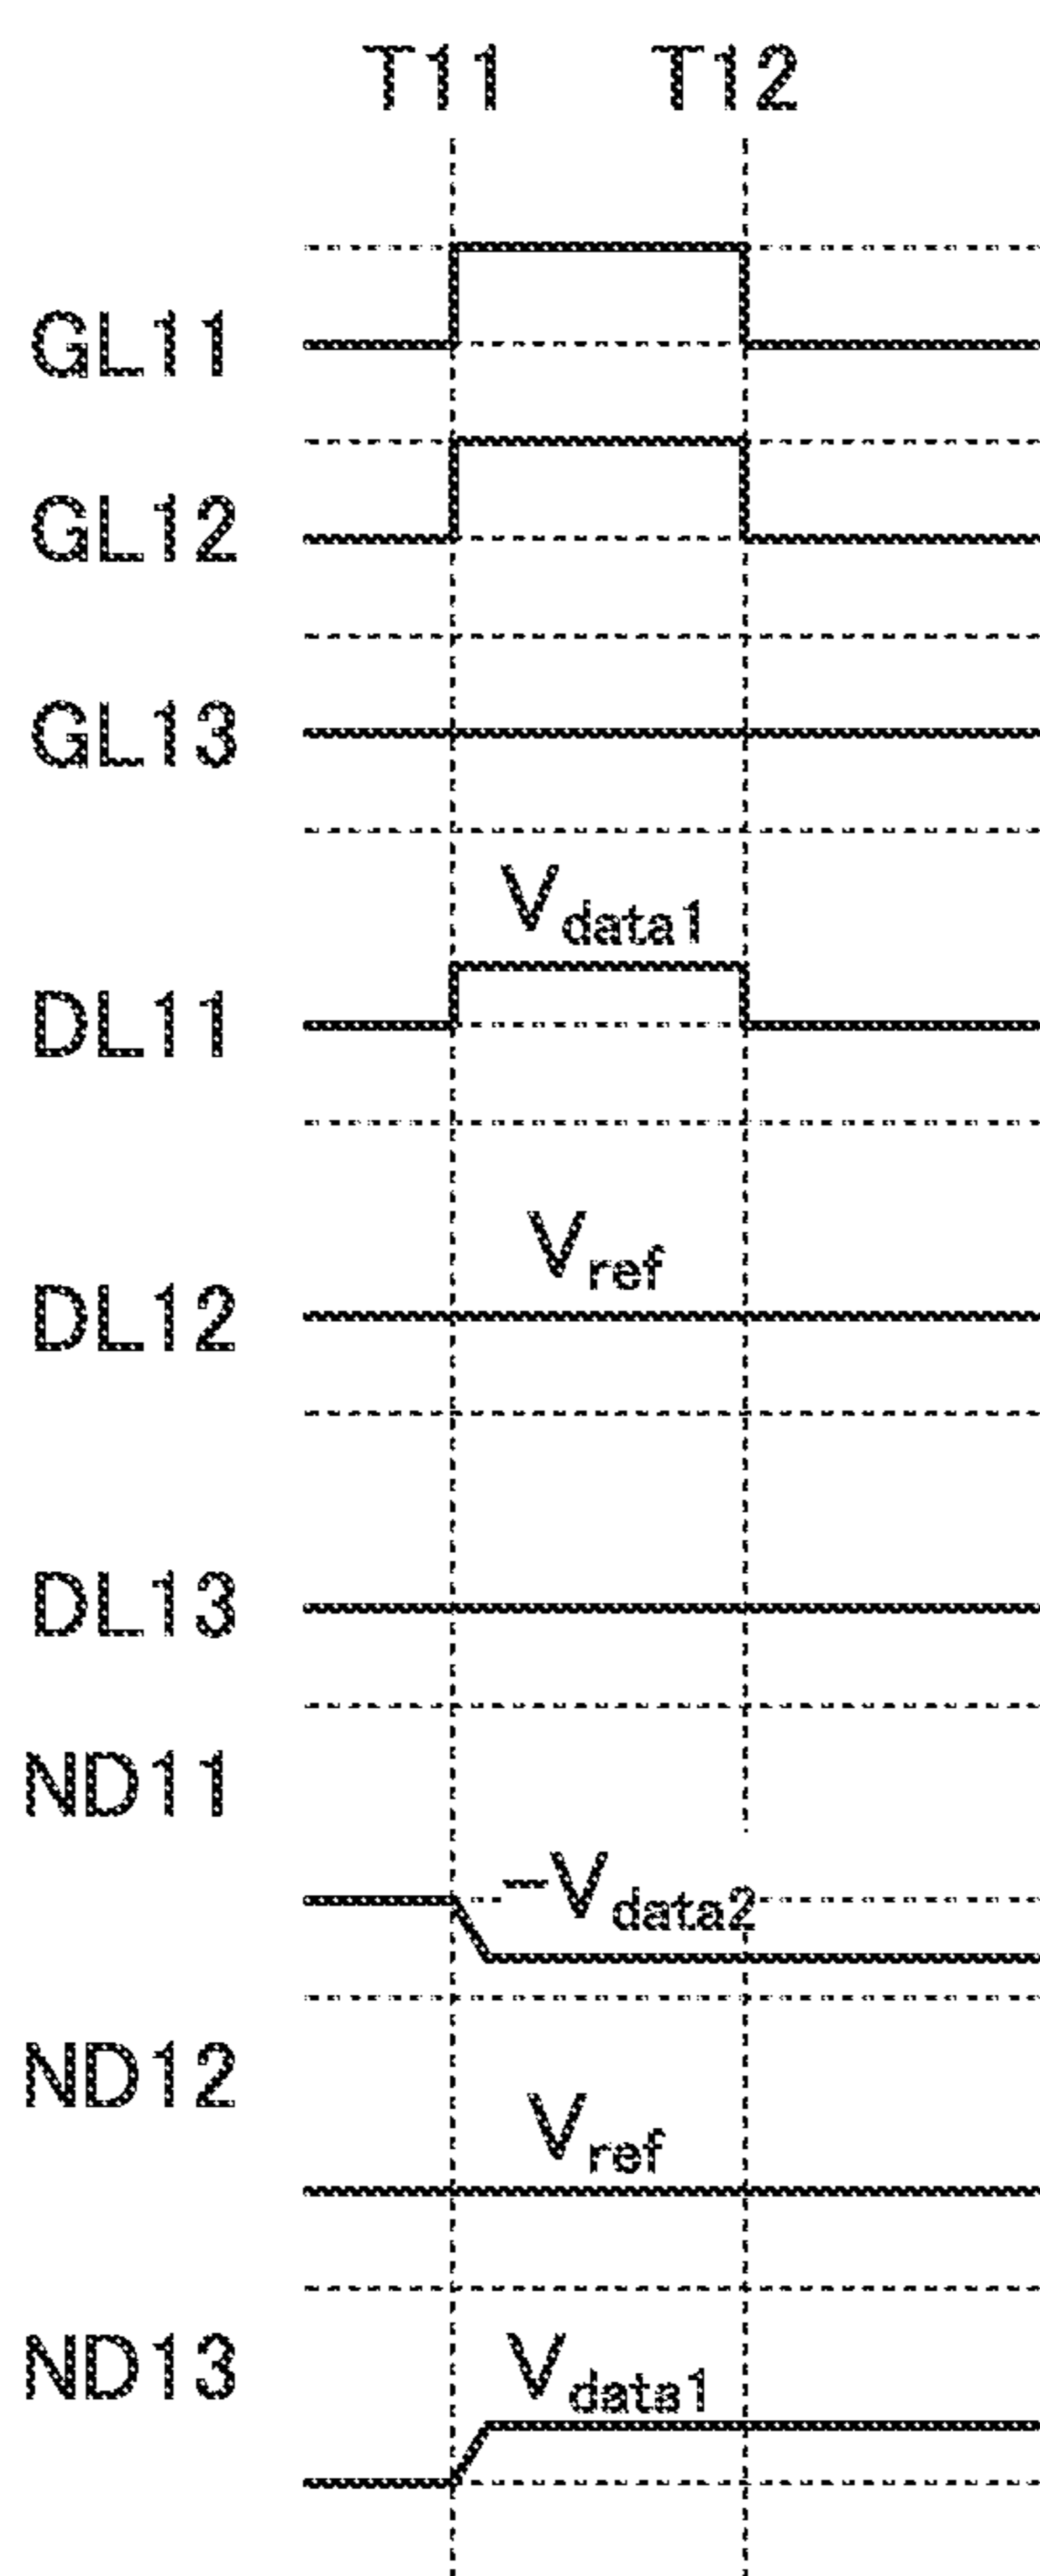 T11 T12
GL11
GL12
GL13
Vdata1
DL11
Vref
DL12
DL13
ND11
-Vdata2
ND12
Vref
ND13
Vdata1